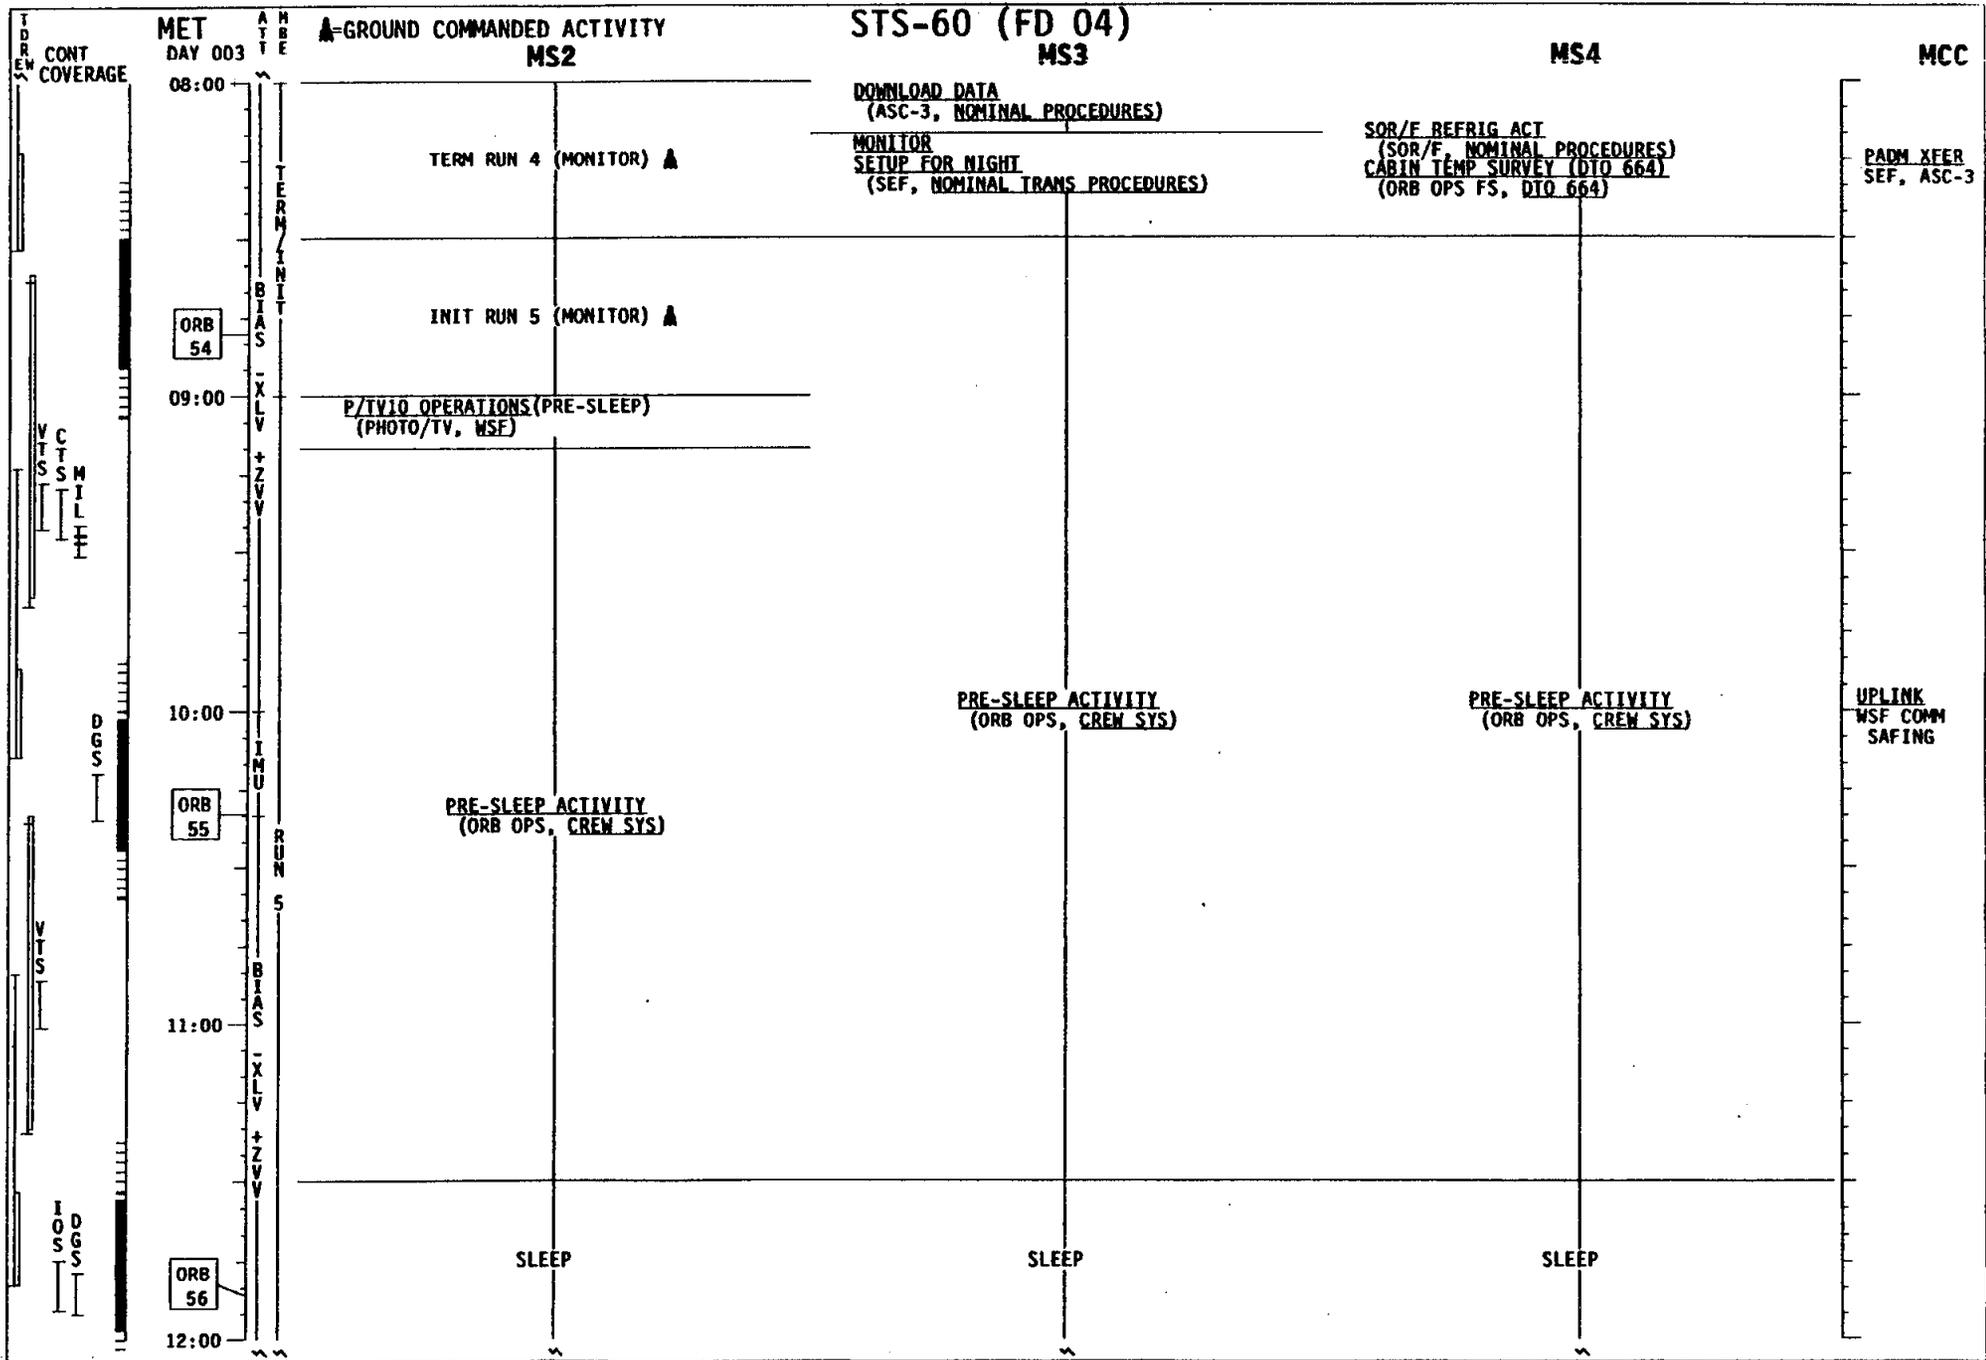 STS-60 (FD 04)
TDRS
EW
CONT
COVERAGE
MET
DAY 003
ATT
MBE
=GROUND COMMANDED ACTIVITY
MS2
MS3
MS4
MCC
08:00
DOWNLOAD DATA
(ASC-3, NOMINAL PROCEDURES)
MONITOR
SETUP FOR NIGHT
(SEF, NOMINAL TRANS PROCEDURES)
TERM RUN 4 (MONITOR)
SOR/F REFRIG ACT
(SOR/F, NOMINAL PROCEDURES)
CABIN TEMP SURVEY (DTO 664)
(ORB OPS FS, DTO 664)
PADM XFER
SEF, ASC-3
TERM/INIT
BIAS -XLV +ZVV
ORB
54
INIT RUN 5 (MONITOR)
09:00
P/TV10 OPERATIONS(PRE-SLEEP)
(PHOTO/TV, WSF)
VTS
CTS
MIL
10:00
IMU
PRE-SLEEP ACTIVITY
(ORB OPS, CREW SYS)
PRE-SLEEP ACTIVITY
(ORB OPS, CREW SYS)
UPLINK
WSF COMM
SAFING
DGS
ORB
55
PRE-SLEEP ACTIVITY
(ORB OPS, CREW SYS)
RUN 5
VTS
BIAS -XLV +ZVV
11:00
IOS
DGS
ORB
56
SLEEP
SLEEP
SLEEP
12:00